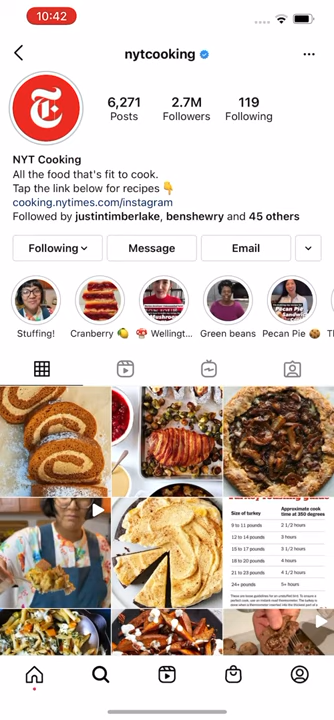 10:42
nytcooking
6,271
2.7M
119
Posts
Followers
Following
NYT Cooking
All the food that's fit to cook.
Tap the link below for recipes 👇
cooking.nytimes.com/instagram
Followed by justintimberlake, benshewry and 45 others
Following
Message
Email
Stuffing!
Cranberry 🍋
🍄 Wellingt...
Green beans
Pecan Pie 🍪
Pecan Pie
Size of turkey
Approximate cook
time at 350 degrees
9 to 11 pounds
2 1/2 hours
12 to 14 pounds
3 hours
15 to 17 pounds
3 1/2 hours
18 to 20 pounds
4 hours
21 to 23 pounds
4 1/2 hours
24+ pounds
5+ hours